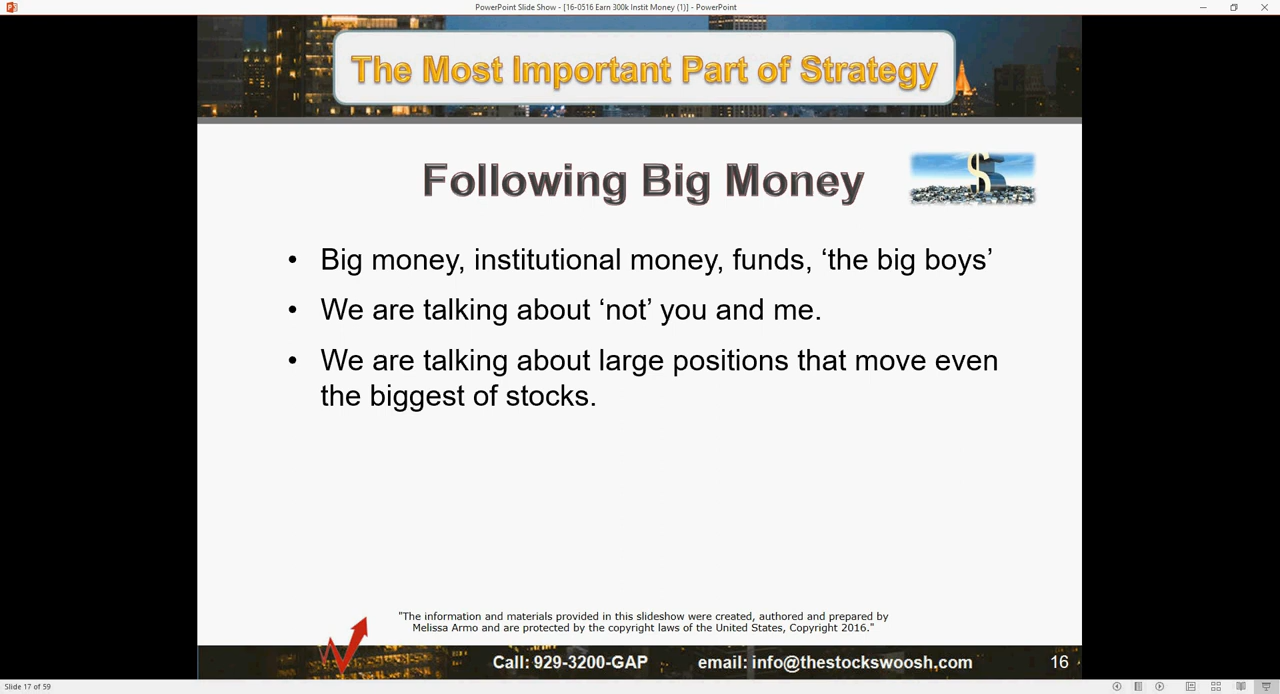 PowerPoint Slide Show - [16-0516 Earn 300k Instit Money (1)] - PowerPoint
The Most Important Part of Strategy
Following Big Money
• Big money, institutional money, funds, ‘the big boys’
• We are talking about ‘not’ you and me.
• We are talking about large positions that move even
the biggest of stocks.
"The information and materials provided in this slideshow were created, authored and prepared by
Melissa Armo and are protected by the copyright laws of the United States, Copyright 2016."
Call: 929-3200-GAP email: info@thestockswoosh.com 16
Slide 17 of 59